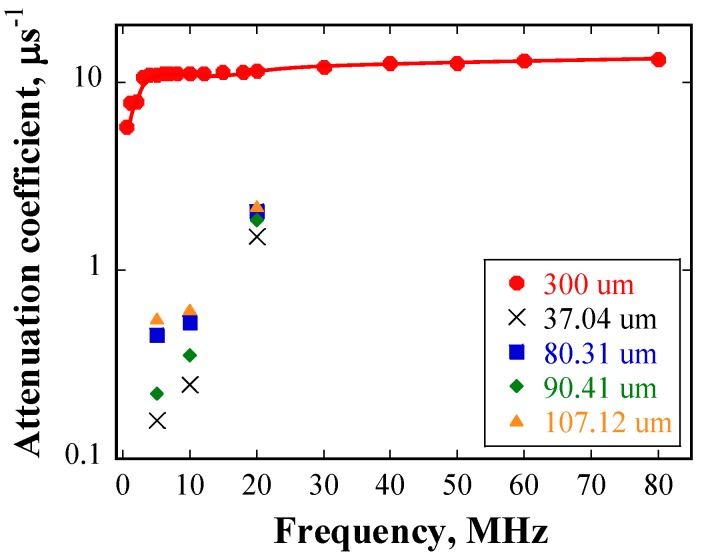 Attenuation coefficient, μs⁻¹
10
1
0.1
300 um
37.04 um
80.31 um
90.41 um
107.12 um
0 10 20 30 40 50 60 70 80
Frequency, MHz